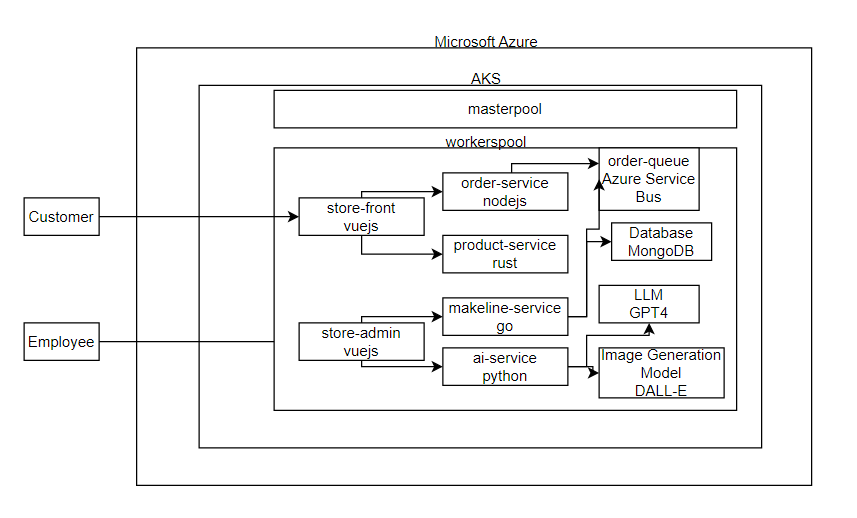 Microsoft Azure
AKS
masterpool
workerspool
order-queue
Azure Service
Bus
order-service
nodejs
Customer
store-front
vuejs
product-service
rust
Database
MongoDB
LLM
GPT4
makeline-service
go
Employee
store-admin
vuejs
ai-service
python
Image Generation
Model
DALL-E